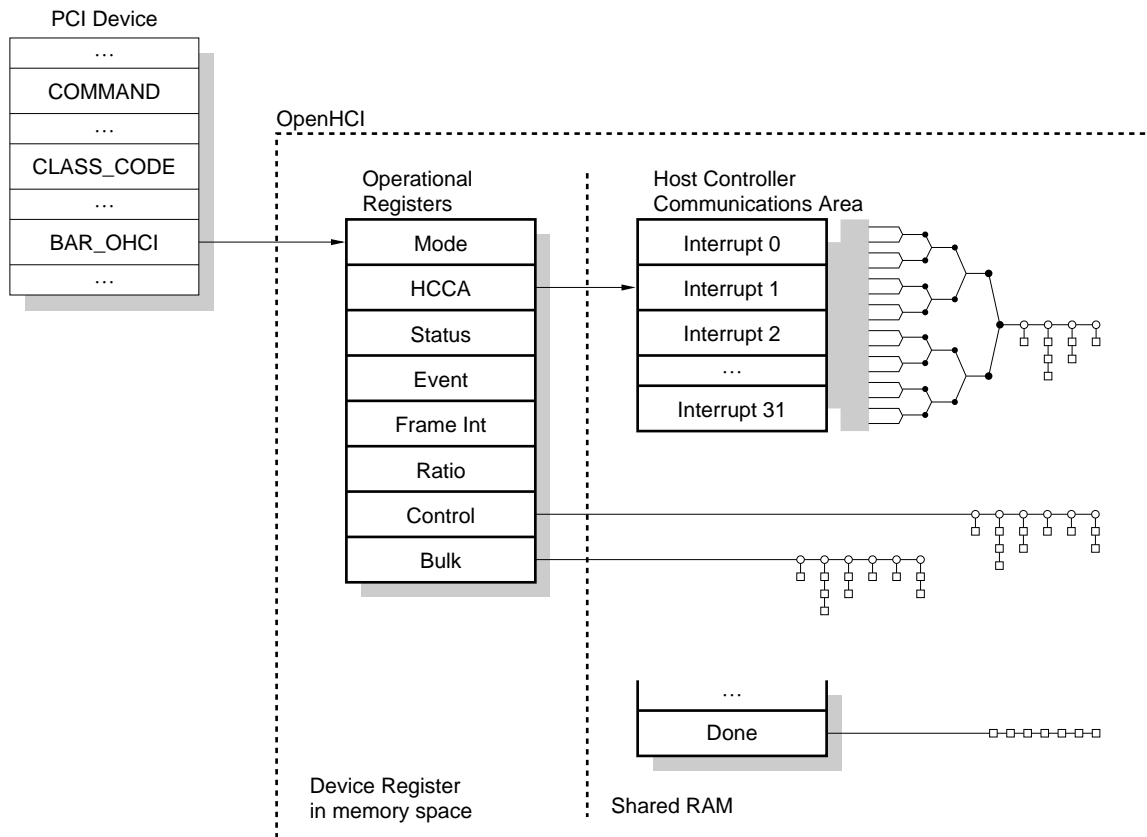 PCI Device
…
COMMAND
…
CLASS_CODE
…
BAR_OHCI
…
OpenHCI
Operational
Registers
Mode
HCCA
Status
Event
Frame Int
Ratio
Control
Bulk
Device Register
in memory space
Host Controller
Communications Area
Interrupt 0
Interrupt 1
Interrupt 2
…
Interrupt 31
…
Done
Shared RAM